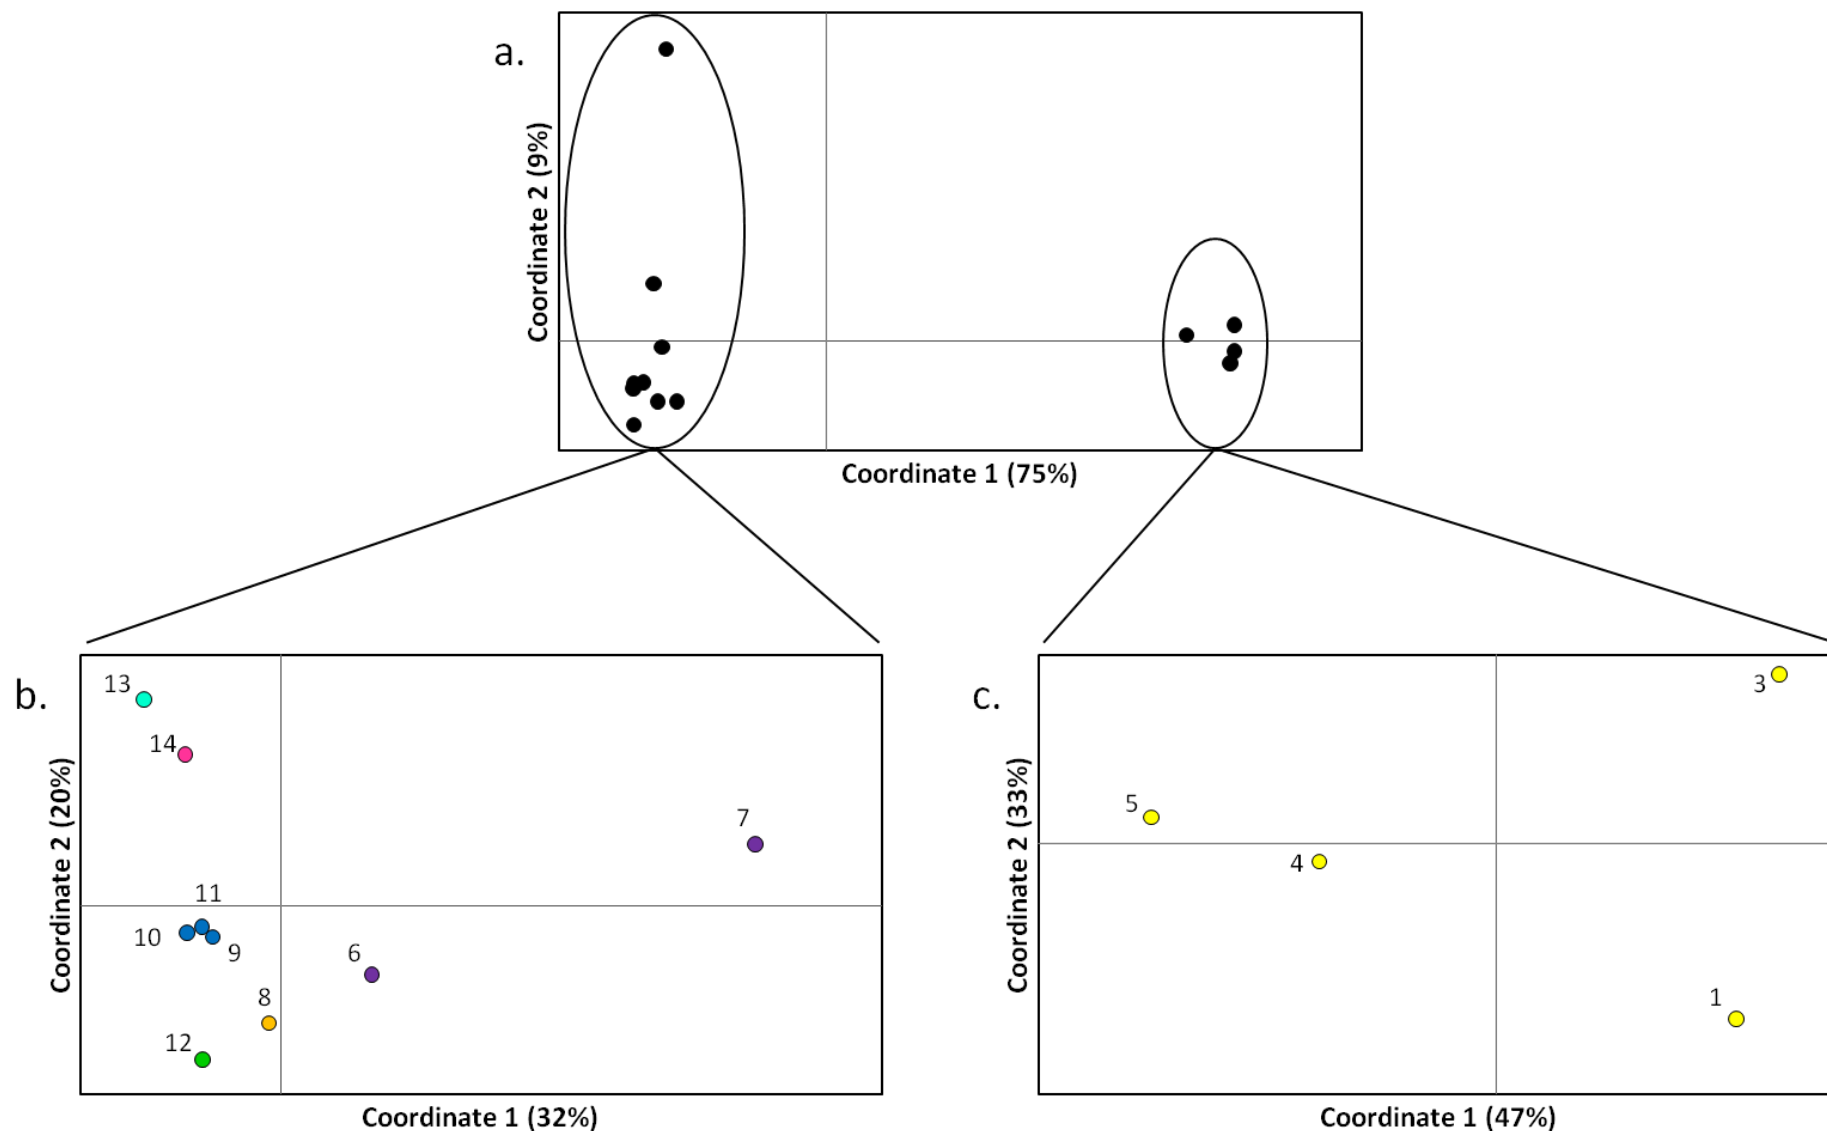 a.
Coordinate 2 (9%)
Coordinate 1 (75%)
b.
Coordinate 2 (20%)
13
14
7
11
10
9
6
8
12
Coordinate 1 (32%)
c.
Coordinate 2 (33%)
3
5
4
1
Coordinate 1 (47%)